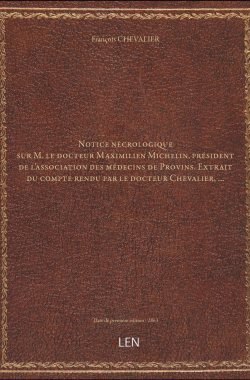 François CHEVALIER
Notice nécrologique
sur M. le docteur Maximilien Michelin, président
de l'association des médecins de Provins. Extrait
du compte rendu par le docteur Chevalier, ...
LEN